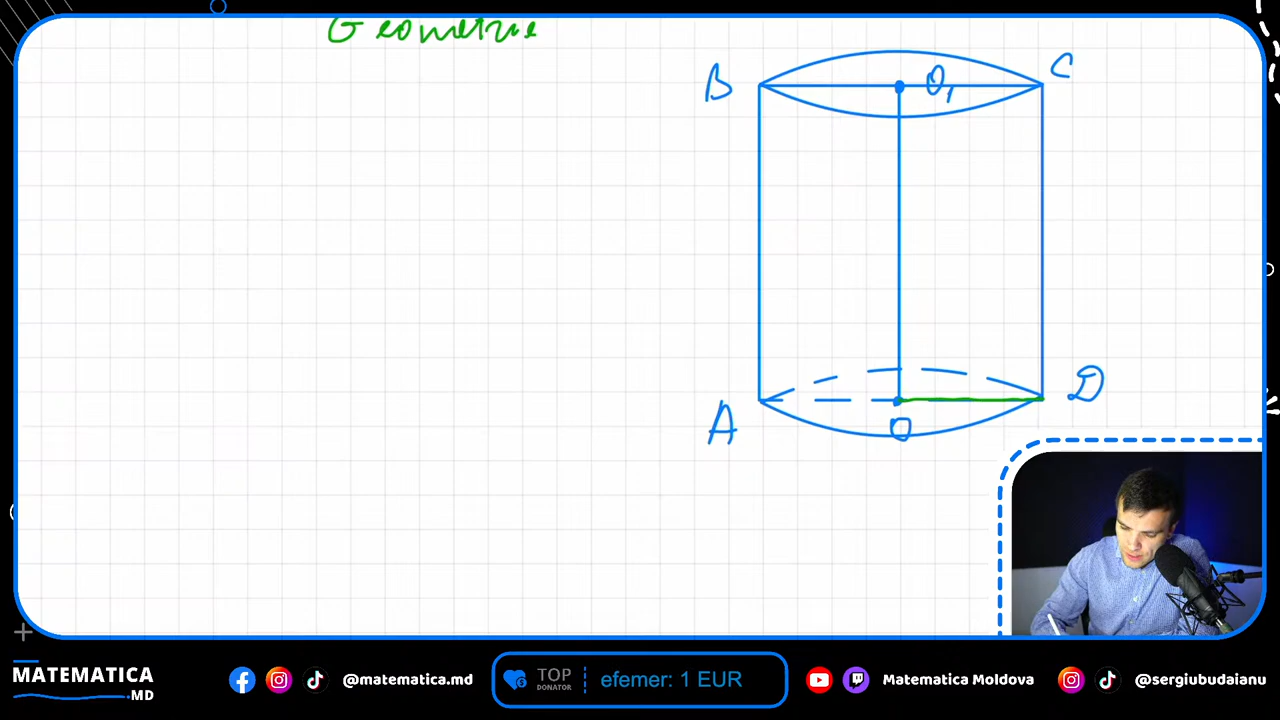 Geometrie
B
O₁
C
A
O
D
MATEMATICA
.MD
@matematica.md
TOP
DONATOR
efemer: 1 EUR
Matematica Moldova
@sergiubudaianu